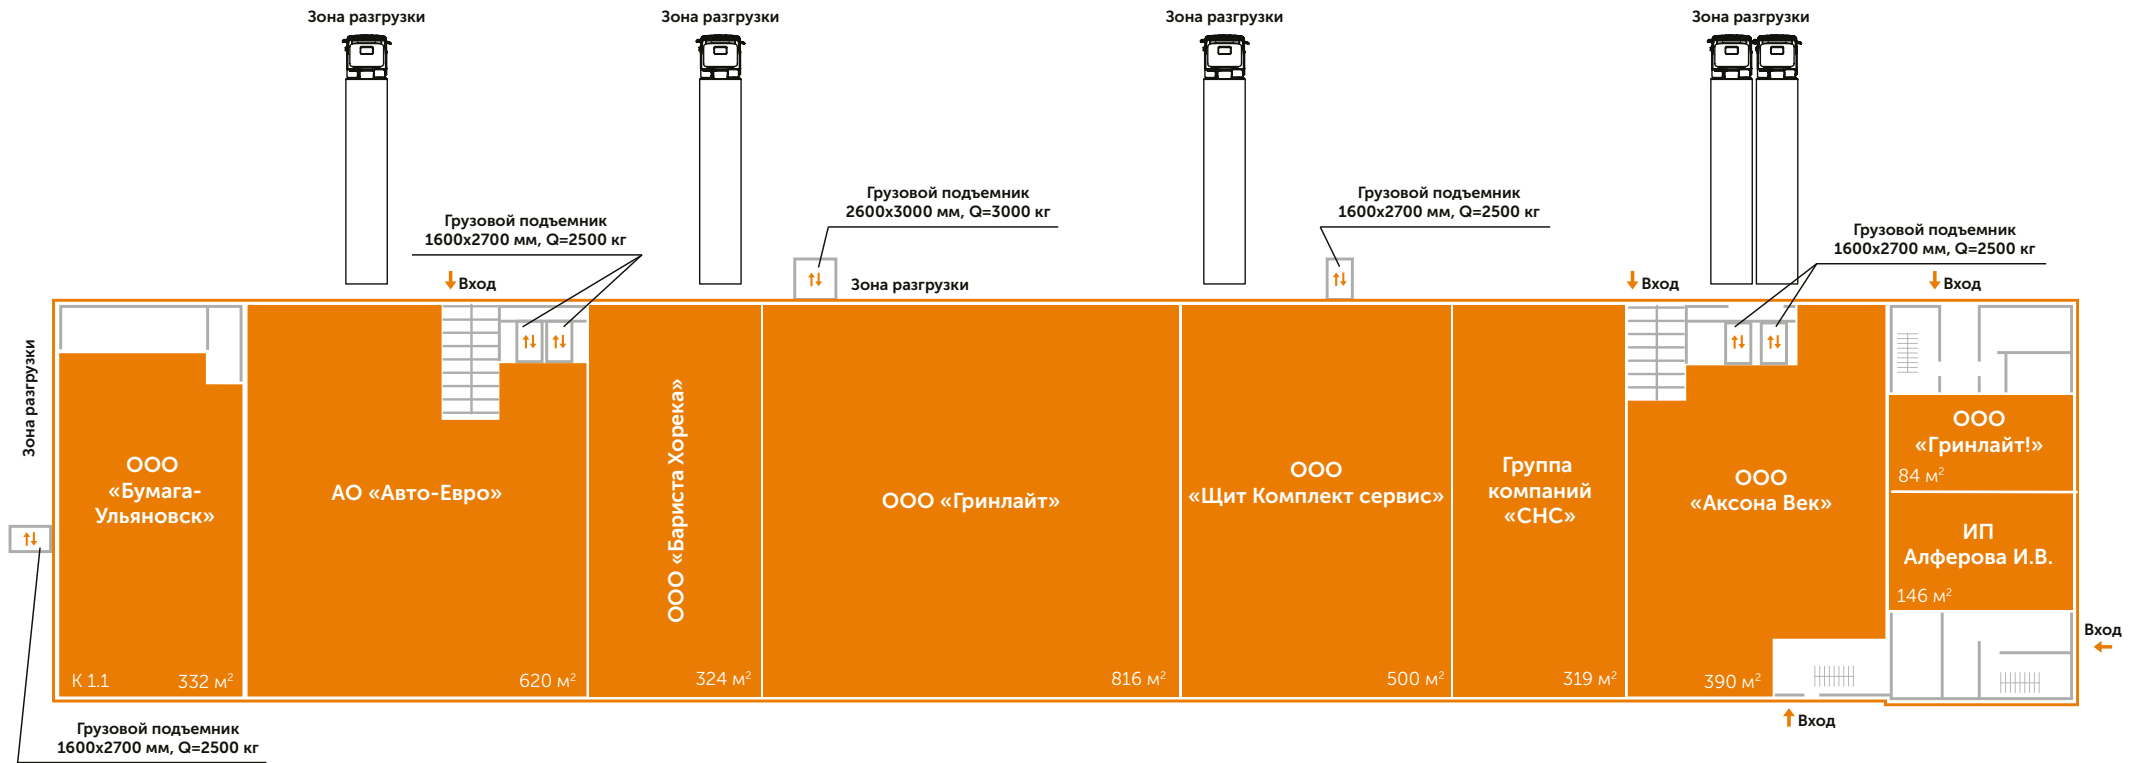 Зона разгрузки
Зона разгрузки
Зона разгрузки
Зона разгрузки
Грузовой подъемник
1600х2700 мм, Q=2500 кг
Грузовой подъемник
2600х3000 мм, Q=3000 кг
Грузовой подъемник
1600х2700 мм, Q=2500 кг
Грузовой подъемник
1600х2700 мм, Q=2500 кг
Вход
Зона разгрузки
Вход
Вход
Зона разгрузки
ООО
«Бумага-
Ульяновск»
К 1.1
332 м²
АО «Авто-Евро»
620 м²
ООО «Бариста Хорека»
324 м²
ООО «Гринлайт»
816 м²
ООО
«Щит Комплект сервис»
500 м²
Группа
компаний
«СНС»
319 м²
ООО
«Аксона Век»
390 м²
ООО
«Гринлайт!»
84 м²
ИП
Алферова И.В.
146 м²
Вход
Вход
Грузовой подъемник
1600х2700 мм, Q=2500 кг